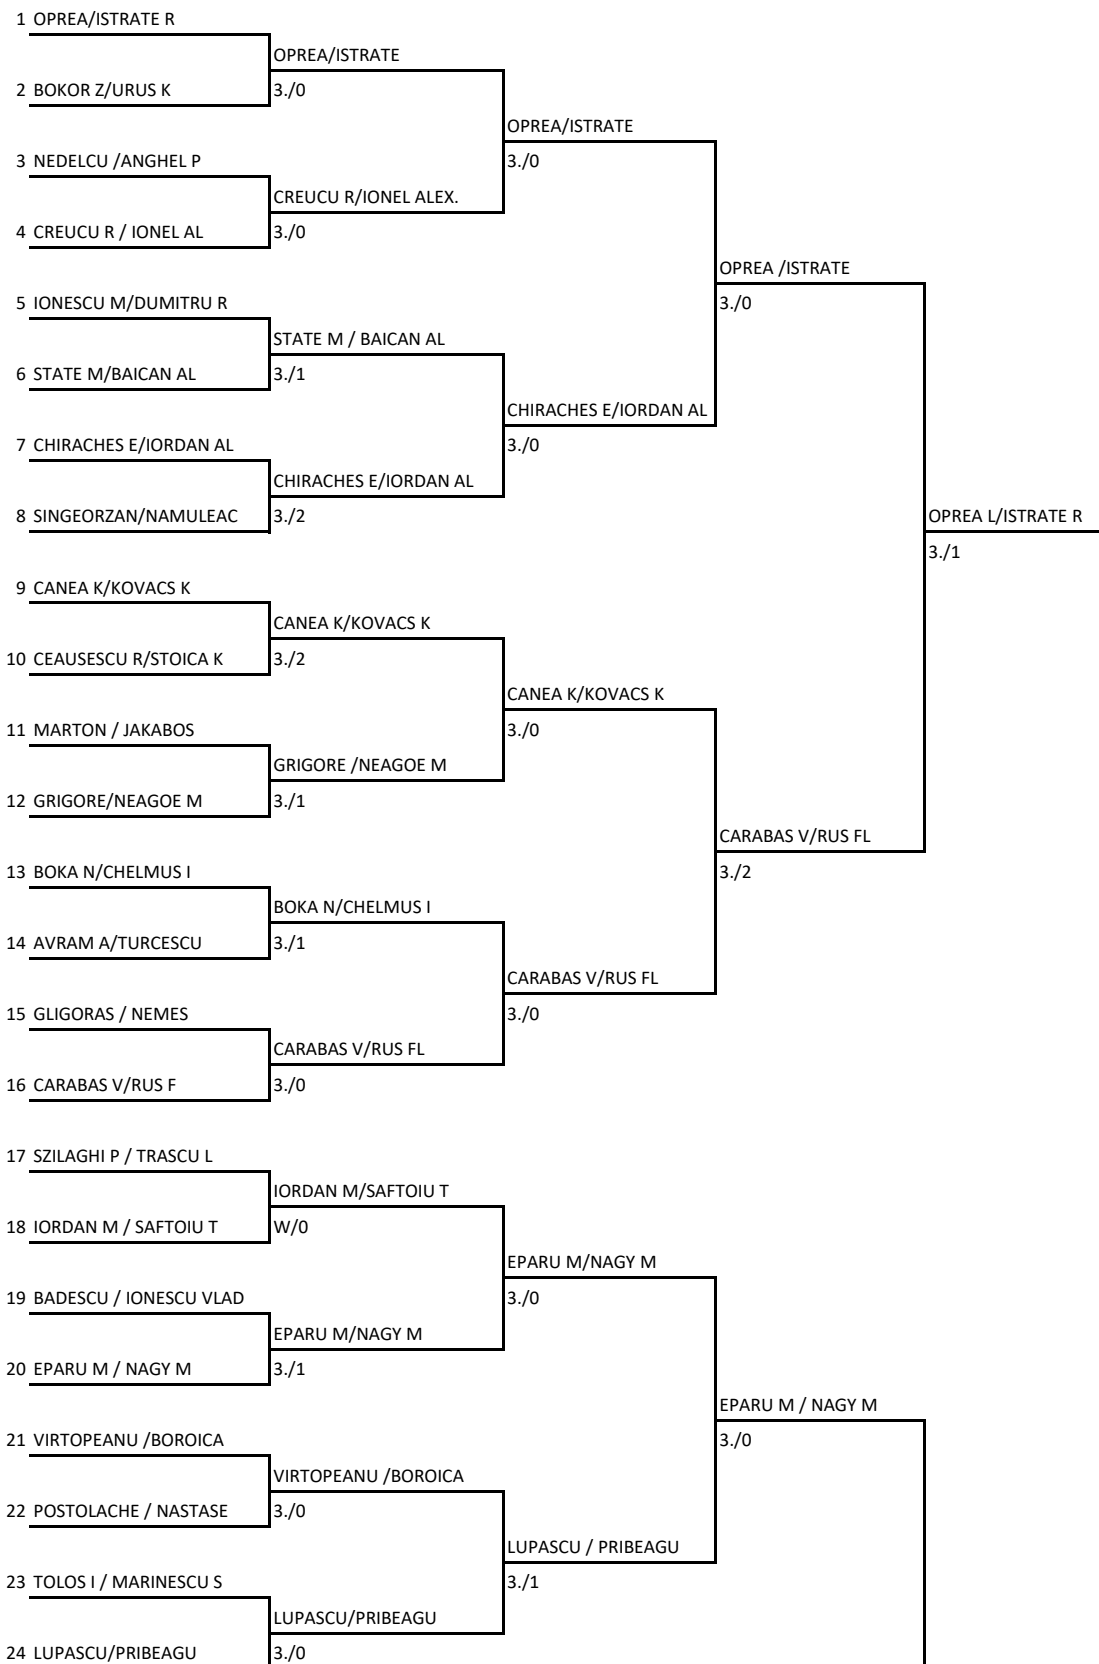 1 OPREA/ISTRATE R
OPREA/ISTRATE
2 BOKOR Z/URUS K 3./0
OPREA/ISTRATE
3 NEDELCU /ANGHEL P 3./0
CREUCU R/IONEL ALEX.
4 CREUCU R / IONEL AL 3./0
OPREA /ISTRATE
5 IONESCU M/DUMITRU R 3./0
STATE M / BAICAN AL
6 STATE M/BAICAN AL 3./1
CHIRACHES E/IORDAN AL
7 CHIRACHES E/IORDAN AL 3./0
CHIRACHES E/IORDAN AL
8 SINGEORZAN/NAMULEAC 3./2 OPREA L/ISTRATE R
3./1
9 CANEA K/KOVACS K
CANEA K/KOVACS K
10 CEAUSESCU R/STOICA K 3./2
CANEA K/KOVACS K
11 MARTON / JAKABOS 3./0
GRIGORE /NEAGOE M
12 GRIGORE/NEAGOE M 3./1
CARABAS V/RUS FL
13 BOKA N/CHELMUS I 3./2
BOKA N/CHELMUS I
14 AVRAM A/TURCESCU 3./1
CARABAS V/RUS FL
15 GLIGORAS / NEMES 3./0
CARABAS V/RUS FL
16 CARABAS V/RUS F 3./0
17 SZILAGHI P / TRASCU L
IORDAN M/SAFTOIU T
18 IORDAN M / SAFTOIU T W/0
EPARU M/NAGY M
19 BADESCU / IONESCU VLAD 3./0
EPARU M/NAGY M
20 EPARU M / NAGY M 3./1
EPARU M / NAGY M
21 VIRTOPEANU /BOROICA 3./0
VIRTOPEANU /BOROICA
22 POSTOLACHE / NASTASE 3./0
LUPASCU / PRIBEAGU
23 TOLOS I / MARINESCU S 3./1
LUPASCU/PRIBEAGU
24 LUPASCU/PRIBEAGU 3./0